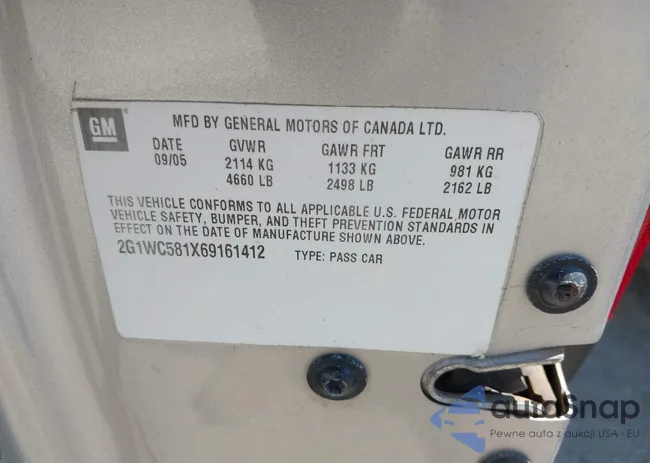 GM
MFD BY GENERAL MOTORS OF CANADA LTD.
DATE GVWR GAWR FRT GAWR RR
09/05 2114 KG 1133 KG 981 KG
4660 LB 2498 LB 2162 LB
THIS VEHICLE CONFORMS TO ALL APPLICABLE U.S. FEDERAL MOTOR
VEHICLE SAFETY, BUMPER, AND THEFT PREVENTION STANDARDS IN
EFFECT ON THE DATE OF MANUFACTURE SHOWN ABOVE.
2G1WC581X69161412 TYPE: PASS CAR
autoSnap
Pewne auta z aukcji USA i EU